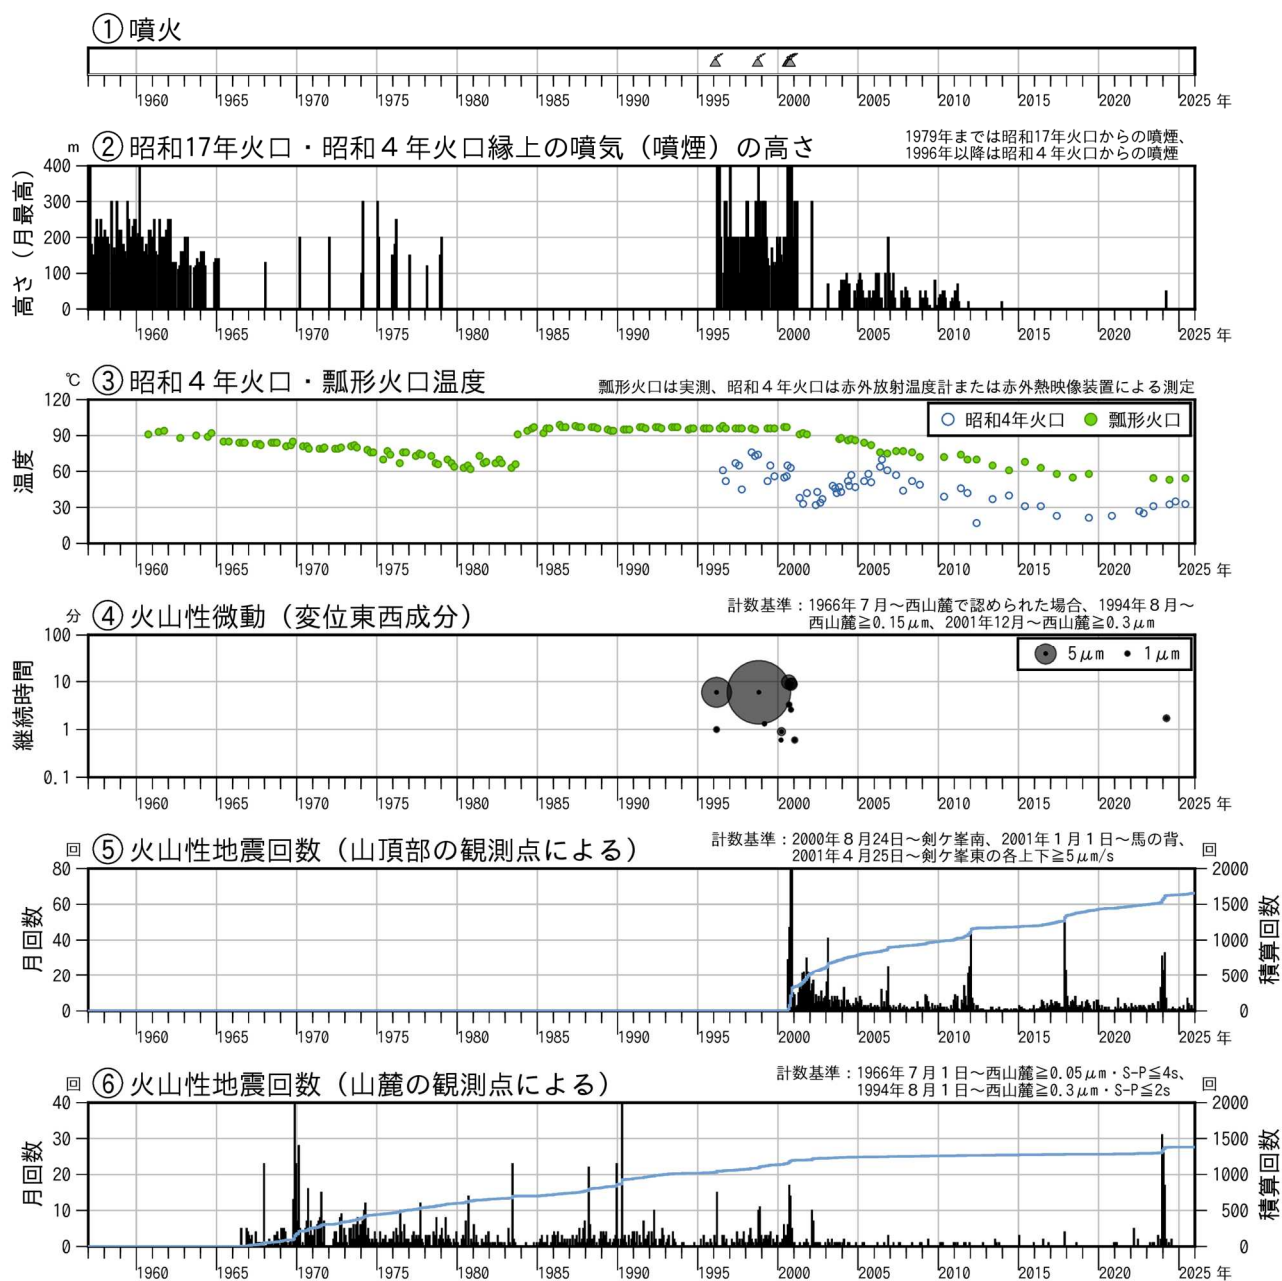 ① 噴火
1960 1965 1970 1975 1980 1985 1990 1995 2000 2005 2010 2015 2020 2025 年
② 昭和17年火口・昭和４年火口縁上の噴気（噴煙）の高さ
1979年までは昭和17年火口からの噴煙、
1996年以降は昭和４年火口からの噴煙
m
高さ（月最高）
400
300
200
100
0
1960 1965 1970 1975 1980 1985 1990 1995 2000 2005 2010 2015 2020 2025 年
℃
③ 昭和４年火口・瓢形火口温度
瓢形火口は実測、昭和４年火口は赤外放射温度計または赤外熱映像装置による測定
温度
120
90
60
30
0
昭和4年火口 瓢形火口
1960 1965 1970 1975 1980 1985 1990 1995 2000 2005 2010 2015 2020 2025 年
分
④ 火山性微動（変位東西成分）
計数基準：1966年７月～西山麓で認められた場合、1994年８月～
西山麓≧0.15μm、2001年12月～西山麓≧0.3μm
継続時間
100
10
1
0.1
5μm 1μm
1960 1965 1970 1975 1980 1985 1990 1995 2000 2005 2010 2015 2020 2025 年
回
⑤ 火山性地震回数（山頂部の観測点による）
計数基準：2000年８月24日～剣ケ峯南、2001年１月１日～馬の背、
2001年４月25日～剣ケ峯東の各上下≧5μm/s
回
月回数
80
60
40
20
0
2000
1500
1000
500
0
積算回数
1960 1965 1970 1975 1980 1985 1990 1995 2000 2005 2010 2015 2020 2025 年
回
⑥ 火山性地震回数（山麓の観測点による）
計数基準：1966年７月１日～西山麓≧0.05μm・S-P≦4s、
1994年８月１日～西山麓≧0.3μm・S-P≦2s
回
月回数
40
30
20
10
0
2000
1500
1000
500
0
積算回数
1960 1965 1970 1975 1980 1985 1990 1995 2000 2005 2010 2015 2020 2025 年